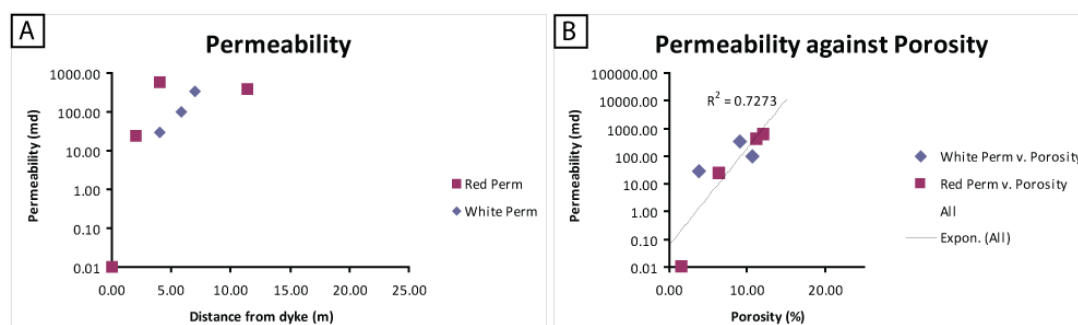 A
Permeability
1000.00
100.00
10.00
1.00
0.10
0.01
Permeability (md)
0.00 5.00 10.00 15.00 20.00 25.00
Distance from dyke (m)
Red Perm
White Perm
B
Permeability against Porosity
100000.00
10000.00
1000.00
100.00
10.00
1.00
0.10
0.01
Permeability (md)
R² = 0.7273
0.00 10.00 20.00
Porosity (%)
White Perm v. Porosity
Red Perm v. Porosity
All
Expon. (All)